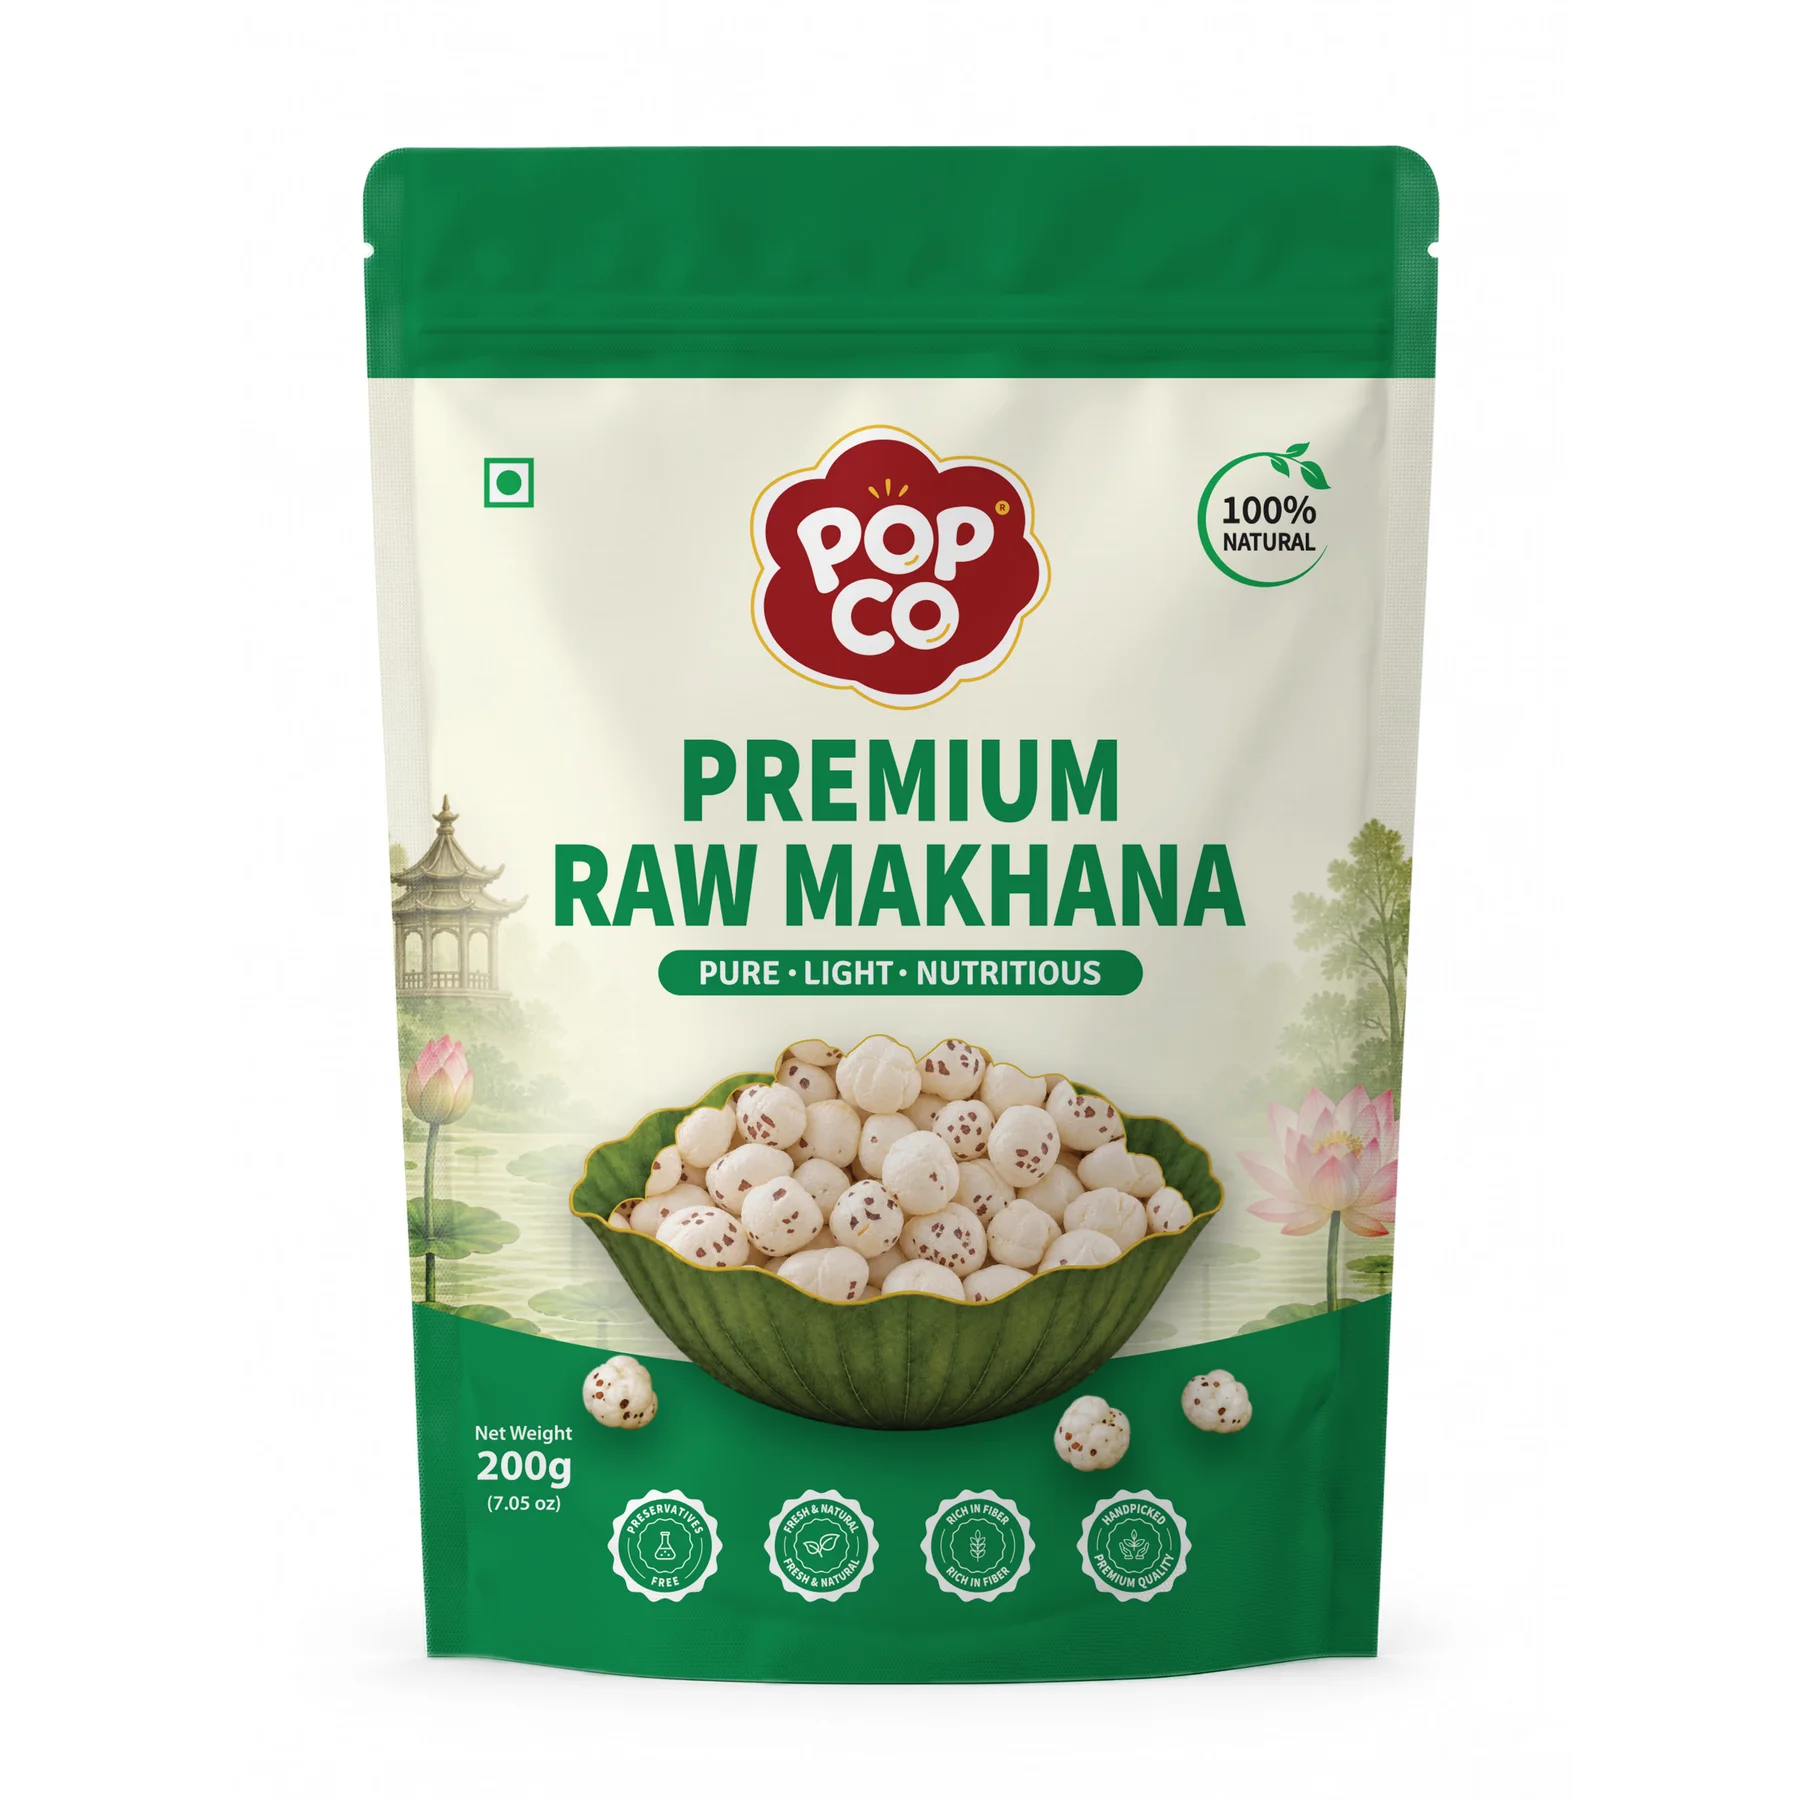 POP
CO
®
100%
NATURAL
PREMIUM
RAW MAKHANA
PURE • LIGHT • NUTRITIOUS
Net Weight
200g
(7.05 oz)
PRESERVATIVES
FREE
FRESH & NATURAL
FRESH & NATURAL
RICH IN FIBER
RICH IN FIBER
HANDPICKED
PREMIUM QUALITY